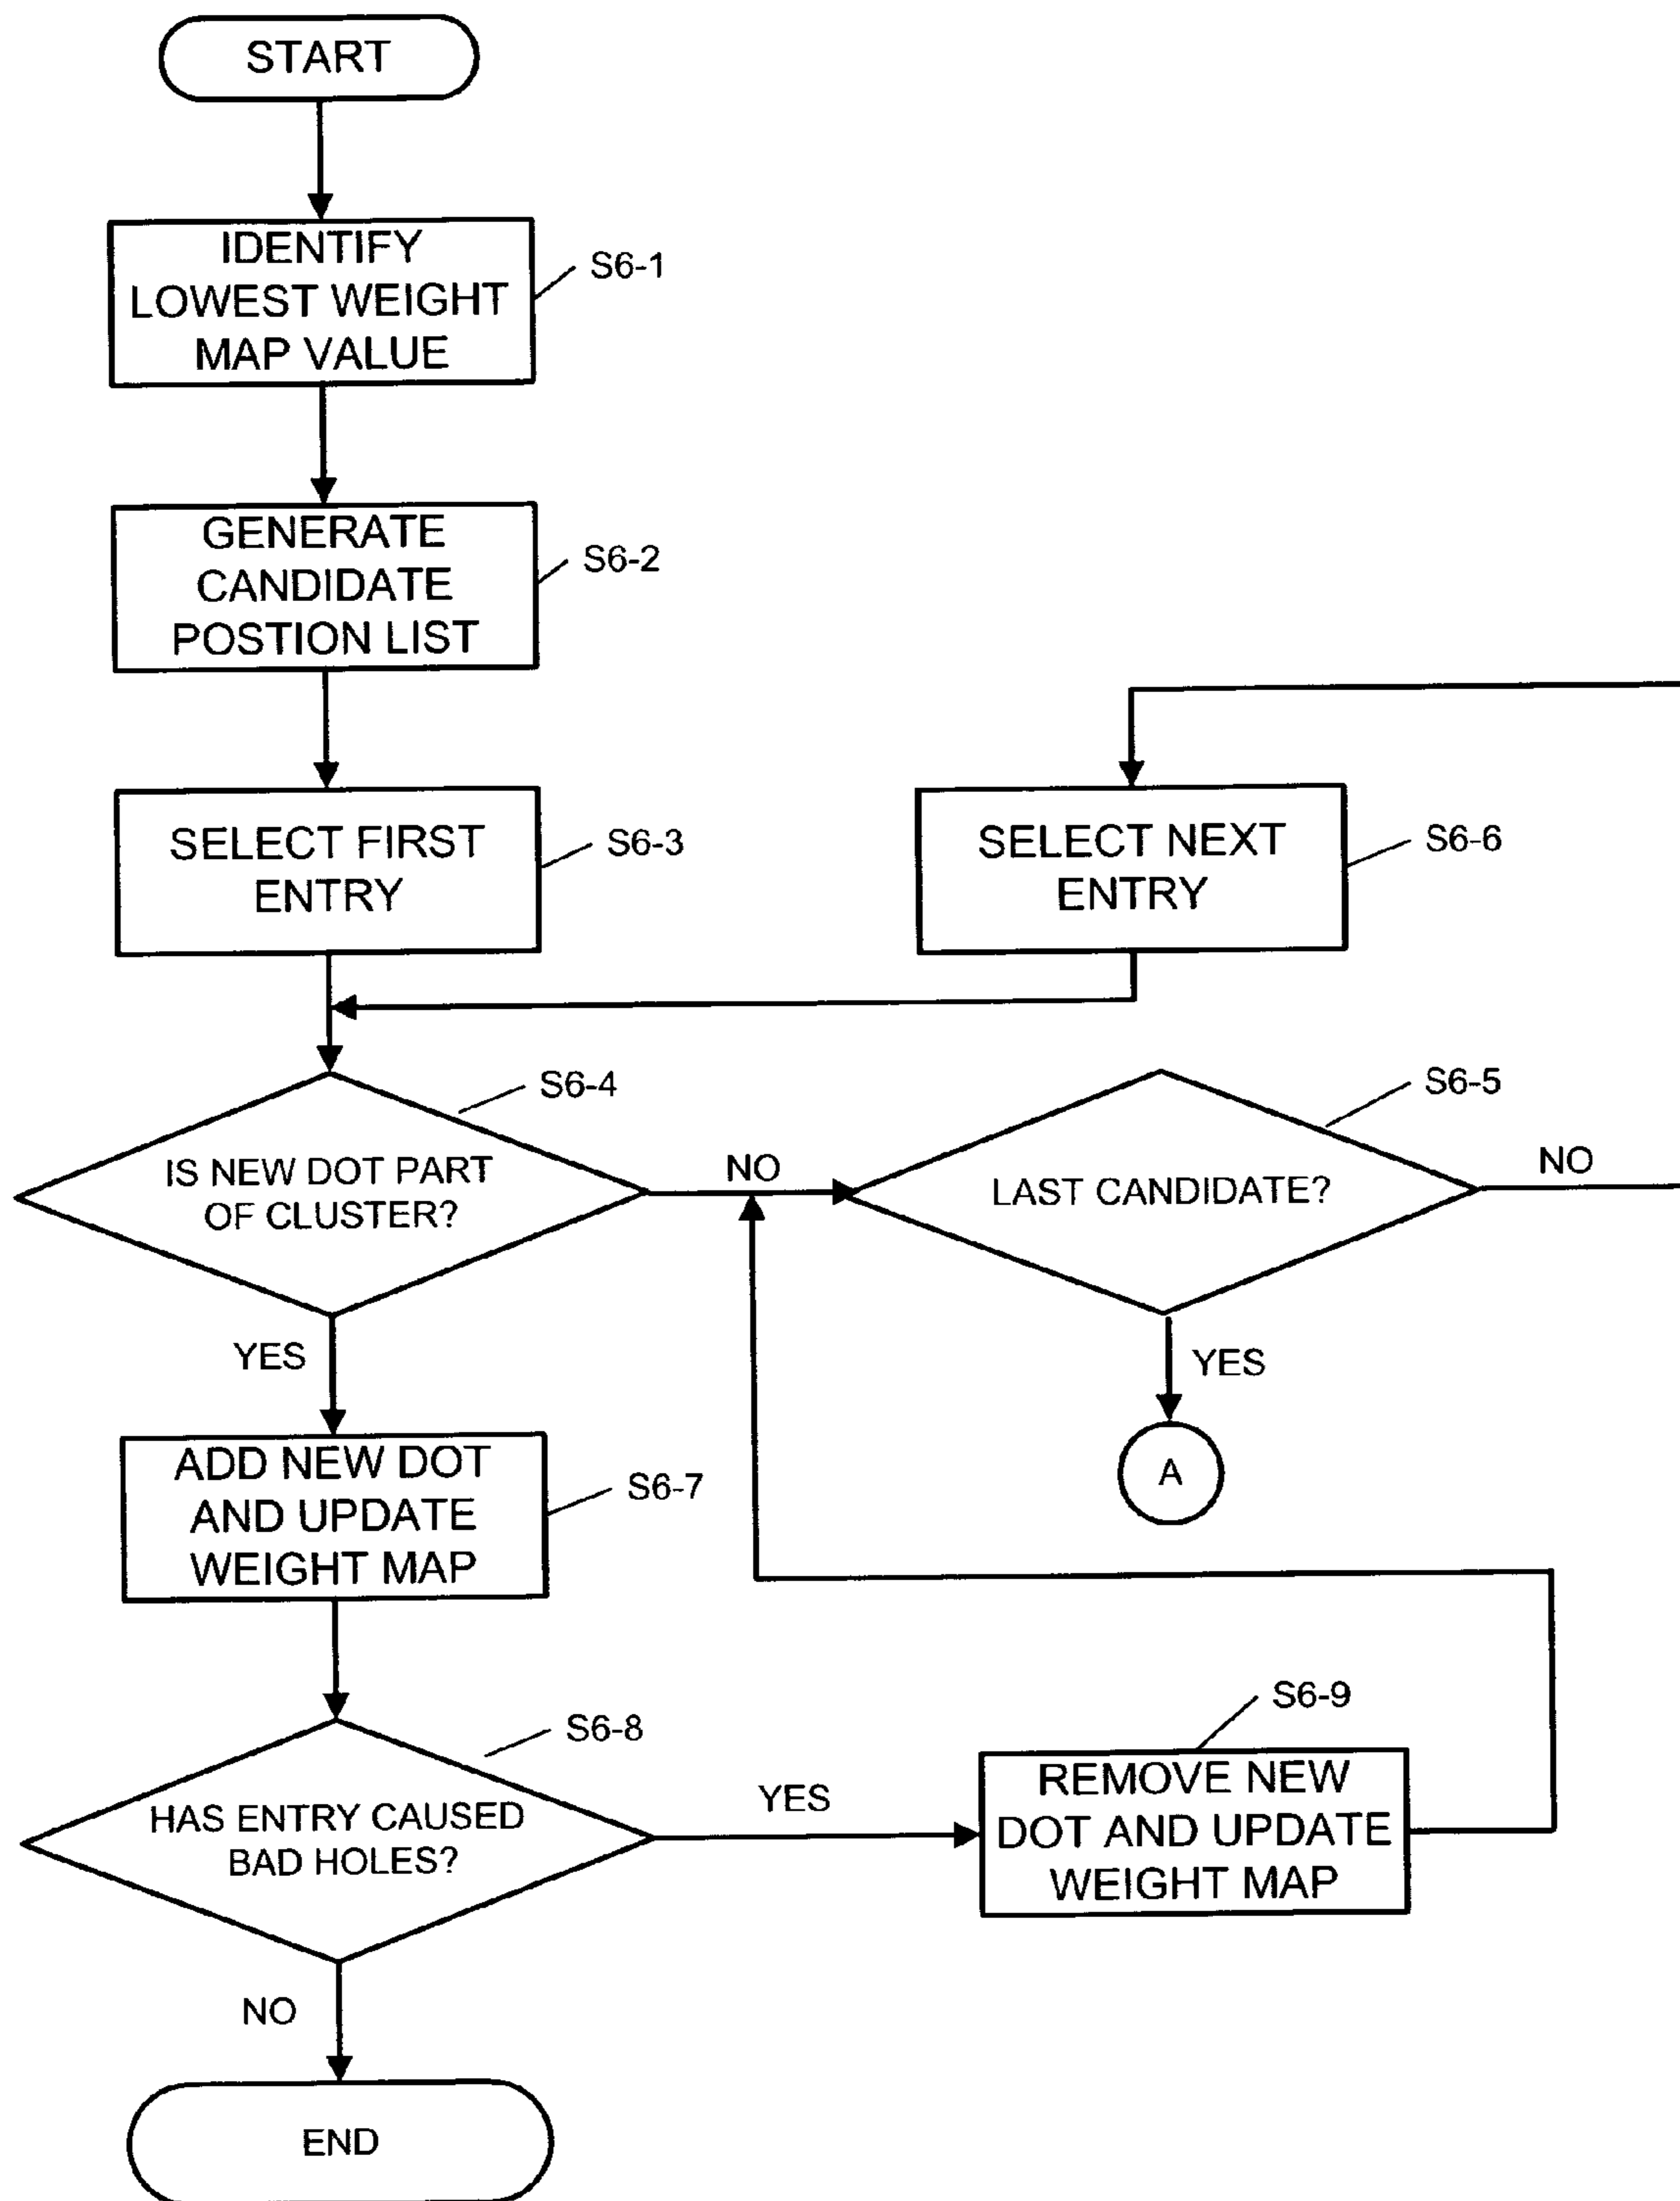 START
IDENTIFY
LOWEST WEIGHT
MAP VALUE
S6-1
GENERATE
CANDIDATE
POSTION LIST
S6-2
SELECT FIRST
ENTRY
S6-3
SELECT NEXT
ENTRY
S6-6
IS NEW DOT PART
OF CLUSTER?
S6-4
NO
LAST CANDIDATE?
S6-5
NO
YES
YES
A
ADD NEW DOT
AND UPDATE
WEIGHT MAP
S6-7
HAS ENTRY CAUSED
BAD HOLES?
S6-8
YES
REMOVE NEW
DOT AND UPDATE
WEIGHT MAP
S6-9
NO
END